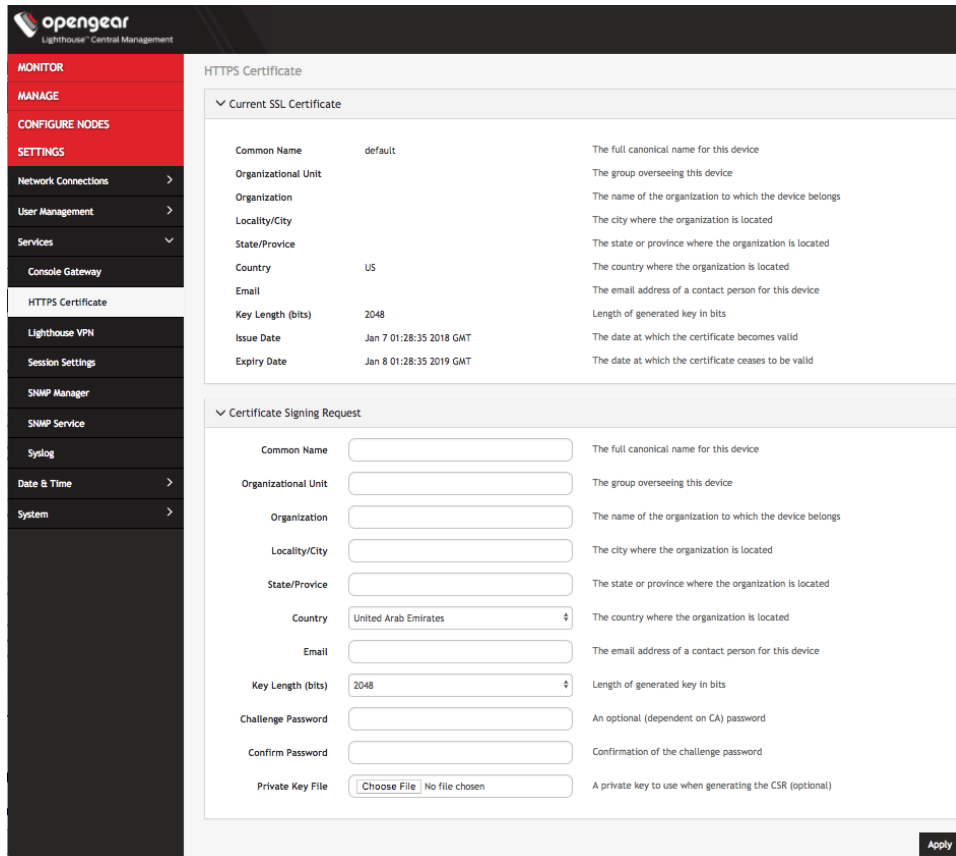 opengear
Lighthouse™ Central Management
MONITOR
MANAGE
CONFIGURE NODES
SETTINGS
Network Connections
User Management
Services
Console Gateway
HTTPS Certificate
Lighthouse VPN
Session Settings
SNMP Manager
SNMP Service
Syslog
Date & Time
System
HTTPS Certificate
Current SSL Certificate
Common Name default The full canonical name for this device
Organizational Unit The group overseeing this device
Organization The name of the organization to which the device belongs
Locality/City The city where the organization is located
State/Provice The state or province where the organization is located
Country US The country where the organization is located
Email The email address of a contact person for this device
Key Length (bits) 2048 Length of generated key in bits
Issue Date Jan 7 01:28:35 2018 GMT The date at which the certificate becomes valid
Expiry Date Jan 8 01:28:35 2019 GMT The date at which the certificate ceases to be valid
Certificate Signing Request
Common Name The full canonical name for this device
Organizational Unit The group overseeing this device
Organization The name of the organization to which the device belongs
Locality/City The city where the organization is located
State/Provice The state or province where the organization is located
Country United Arab Emirates The country where the organization is located
Email The email address of a contact person for this device
Key Length (bits) 2048 Length of generated key in bits
Challenge Password An optional (dependent on CA) password
Confirm Password Confirmation of the challenge password
Private Key File Choose File No file chosen A private key to use when generating the CSR (optional)
Apply